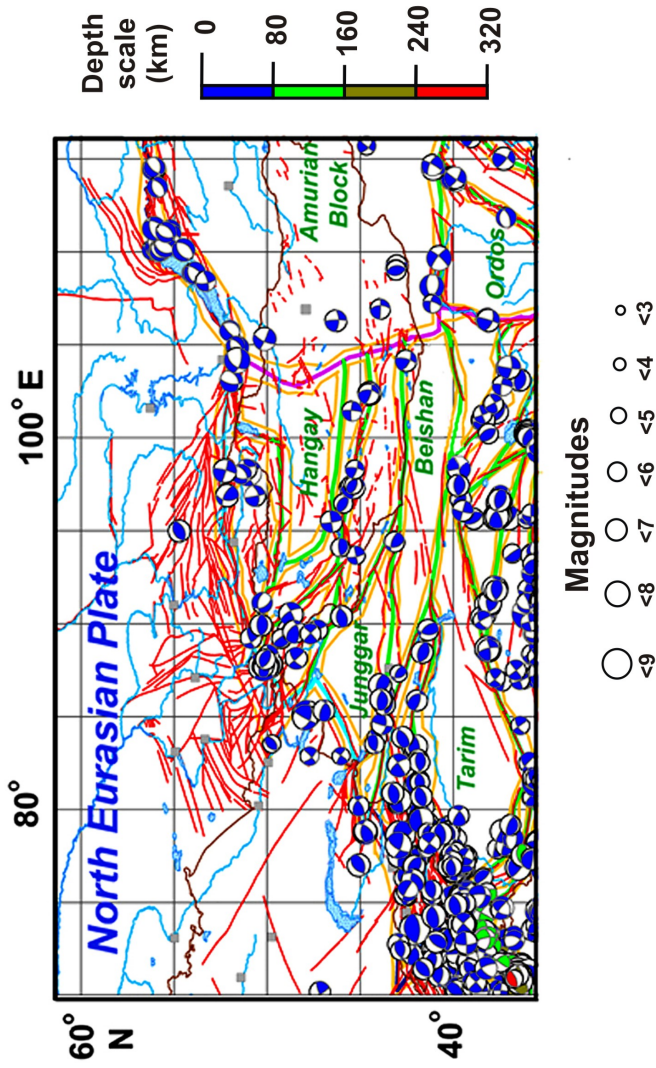 80°
100° E
Depth
scale
(km)
0
80
160
240
320
60°
N
40°
North Eurasian Plate
Amurian
Block
Hangay
Beishan
Ordos
Junggar
Tarim
Magnitudes
<9
<8
<7
<6
<5
<4
<3